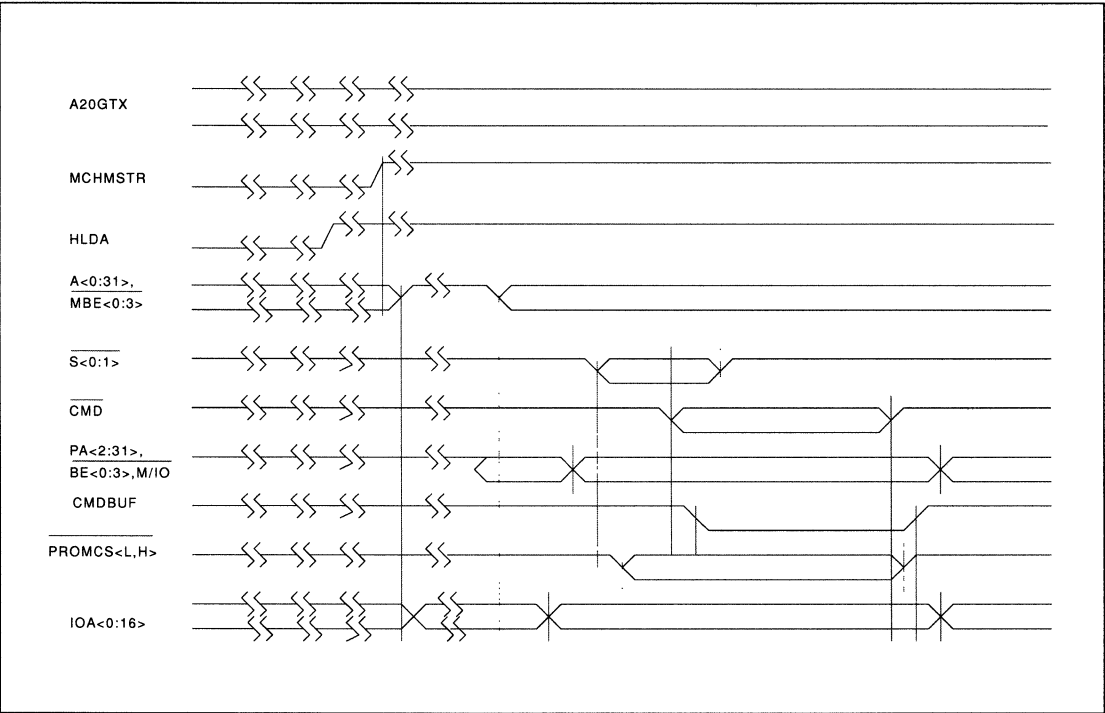 A20GTX
MCHMSTR
HLDA
A<0:31>,
MBE<0:3>
S<0:1>
CMD
PA<2:31>,
BE<0:3>,M/IO
CMDBUF
PROMCS<L,H>
IOA<0:16>